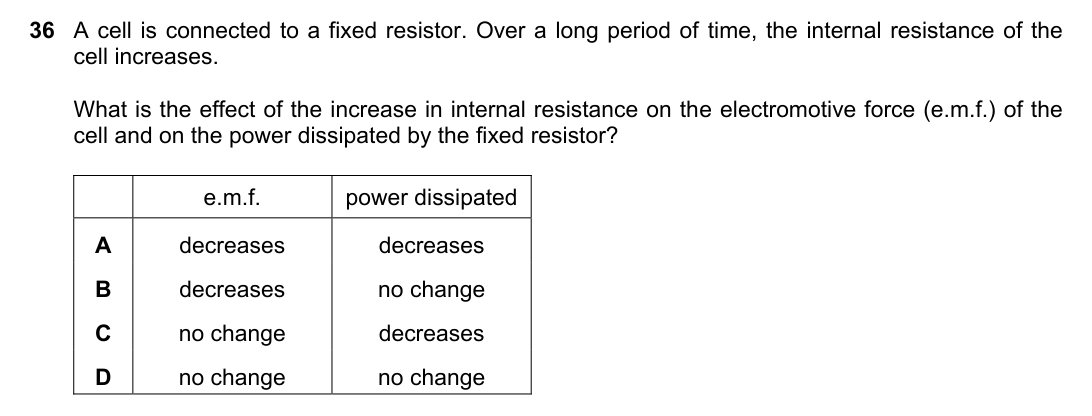 36 A cell is connected to a fixed resistor. Over a long period of time, the internal resistance of the
cell increases.
What is the effect of the increase in internal resistance on the electromotive force (e.m.f.) of the
cell and on the power dissipated by the fixed resistor?
e.m.f. power dissipated
A decreases decreases
B decreases no change
C no change decreases
D no change no change